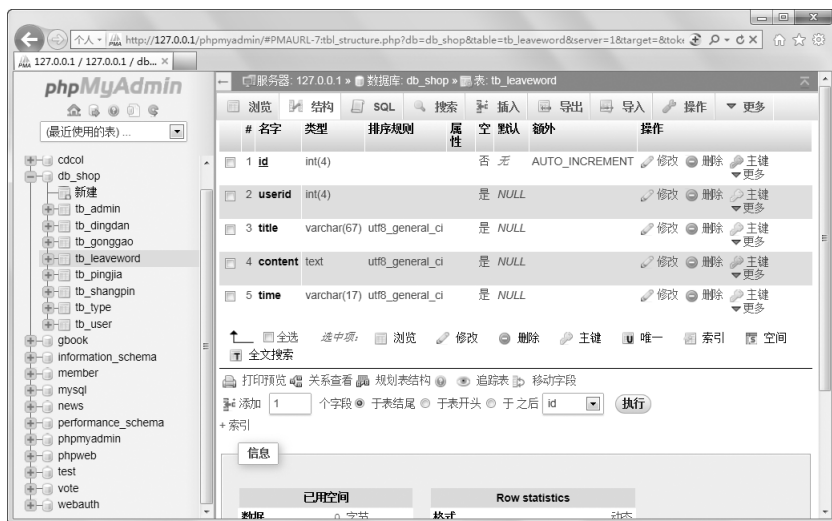 个人 http://127.0.0.1/phpmyadmin/#PMAURL-7:tbl_structure.php?db=db_shop&table=tb_leaveword&server=1&target=&toke
127.0.0.1 / 127.0.0.1 / db... ×
phpMyAdmin
(最近使用的表) ...
cdcol
db_shop
新建
tb_admin
tb_dingdan
tb_gonggao
tb_leaveword
tb_pingjia
tb_shangpin
tb_type
tb_user
gbook
information_schema
member
mysql
news
performance_schema
phpmyadmin
phpweb
test
vote
webauth
服务器: 127.0.0.1 » 数据库: db_shop » 表: tb_leaveword
浏览 结构 SQL 搜索 插入 导出 导入 操作 更多
# 名字 类型 排序规则 属性 空 默认 额外 操作
1 id int(4) 否 无 AUTO_INCREMENT 修改 删除 主键 更多
2 userid int(4) 是 NULL 修改 删除 主键 更多
3 title varchar(67) utf8_general_ci 是 NULL 修改 删除 主键 更多
4 content text utf8_general_ci 是 NULL 修改 删除 主键 更多
5 time varchar(17) utf8_general_ci 是 NULL 修改 删除 主键 更多
全选 选中项: 浏览 修改 删除 主键 唯一 索引 空间
全文搜索
打印预览 关系查看 规划表结构 追踪表 移动字段
添加 1 个字段 于表结尾 于表开头 于 之后 id 执行
+ 索引
信息
已用空间
数据 0 字节
Row statistics
格式 动态